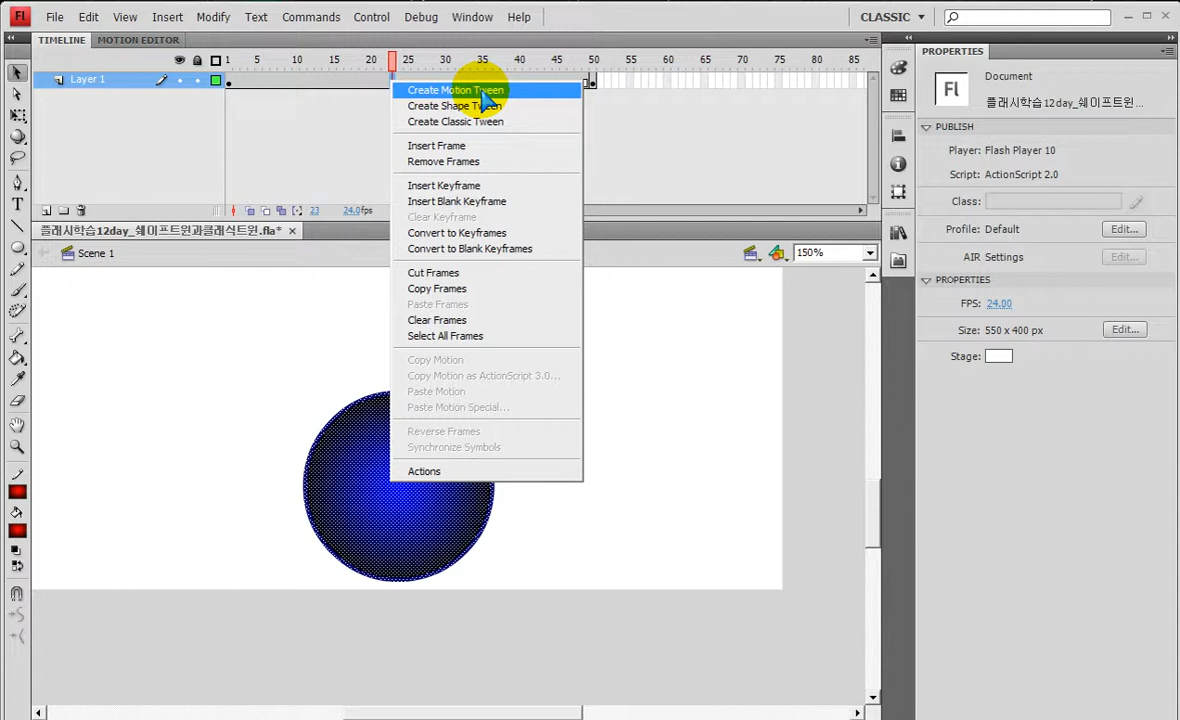 Fl File Edit View Insert Modify Text Commands Control Debug Window Help CLASSIC
TIMELINE MOTION EDITOR
1 5 10 15 20 25 30 35 40 45 50 55 60 65 70 75 80 85
Layer 1
Create Motion Tween
Create Shape Tween
Create Classic Tween
Insert Frame
Remove Frames
Insert Keyframe
Insert Blank Keyframe
Clear Keyframe
Convert to Keyframes
Convert to Blank Keyframes
Cut Frames
Copy Frames
Paste Frames
Clear Frames
Select All Frames
Copy Motion
Copy Motion as ActionScript 3.0...
Paste Motion
Paste Motion Special...
Reverse Frames
Synchronize Symbols
Actions
23 24.0fps
플래시학습12day_쉐이프트윈과클래식트윈.fla*
Scene 1
150%
PROPERTIES
Fl
Document
플래시학습12day_쉐이프트윈...
PUBLISH
Player: Flash Player 10
Script: ActionScript 2.0
Class:
Profile: Default Edit...
AIR Settings Edit...
PROPERTIES
FPS: 24.00
Size: 550 x 400 px Edit...
Stage: